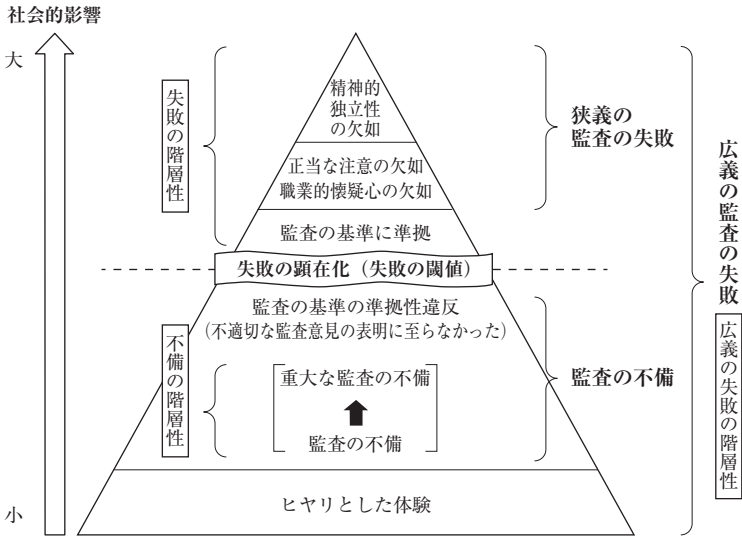 社会的影響
大
小
失敗の階層性
不備の階層性
精神的
独立性
の欠如
正当な注意の欠如
職業的懐疑心の欠如
監査の基準に準拠
失敗の顕在化（失敗の閾値）
監査の基準の準拠性違反
（不適切な監査意見の表明に至らなかった）
重大な監査の不備
監査の不備
ヒヤリとした体験
狭義の
監査の失敗
監査の不備
広義の監査の失敗
広義の失敗の階層性